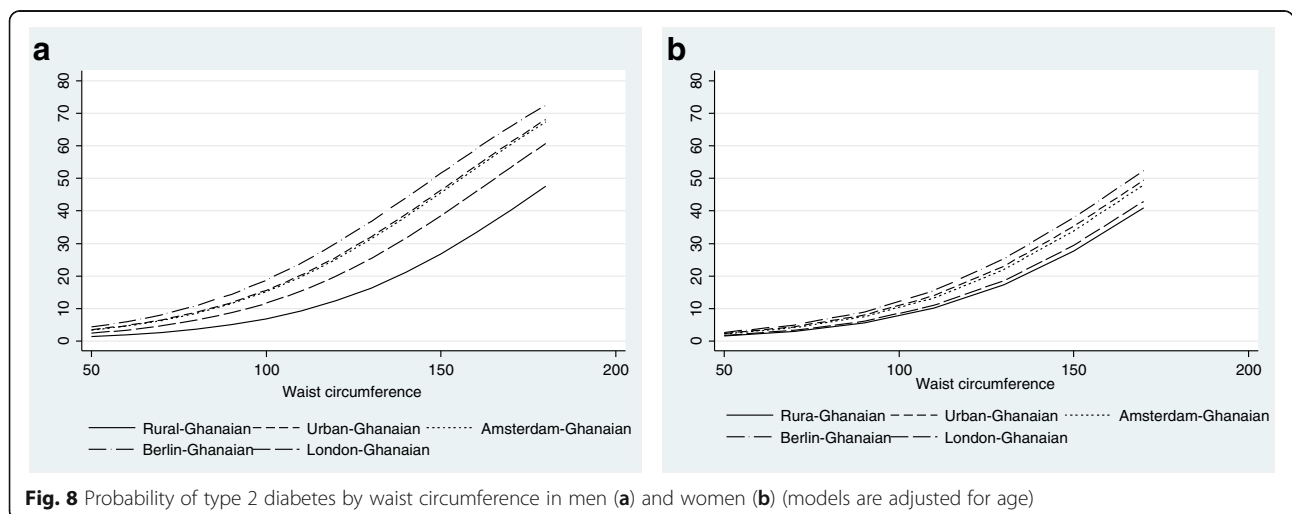 a
80
70
60
50
40
30
20
10
0
50 100 150 200
Waist circumference
Rural-Ghanaian Urban-Ghanaian Amsterdam-Ghanaian
Berlin-Ghanaian London-Ghanaian
b
80
70
60
50
40
30
20
10
0
50 100 150 200
Waist circumference
Rura-Ghanaian Urban-Ghanaian Amsterdam-Ghanaian
Berlin-Ghanaian London-Ghanaian
Fig. 8 Probability of type 2 diabetes by waist circumference in men (a) and women (b) (models are adjusted for age)